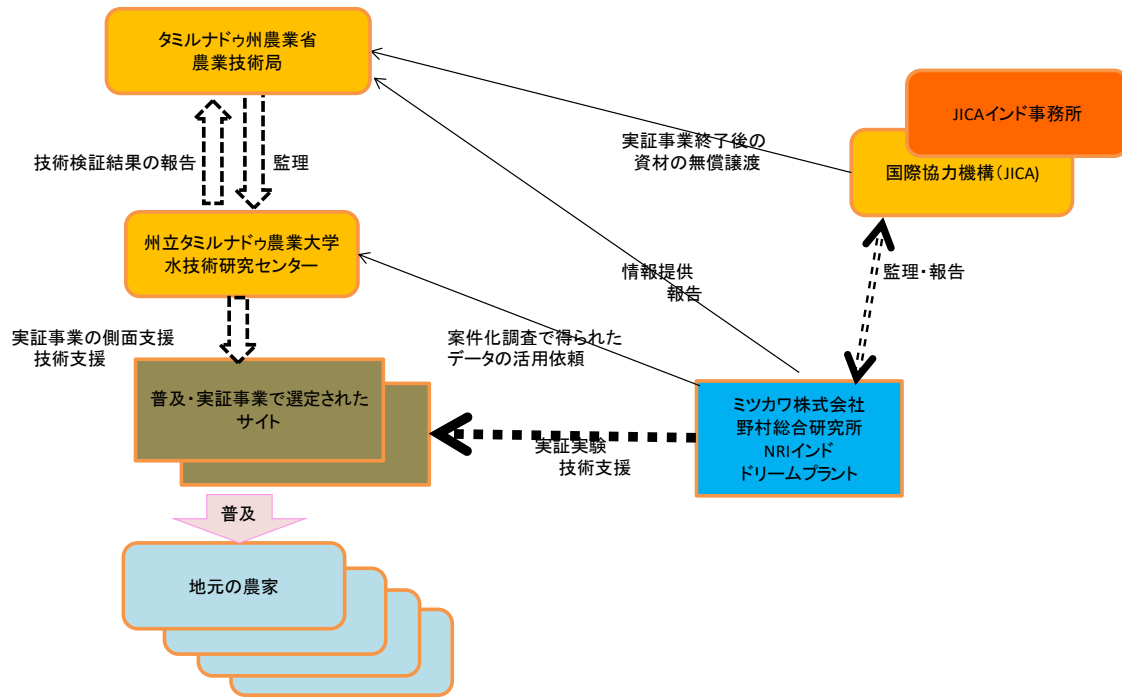 タミルナドゥ州農業省
農業技術局
JICAインド事務所
国際協力機構(JICA)
技術検証結果の報告
監理
実証事業終了後の
資材の無償譲渡
州立タミルナドゥ農業大学
水技術研究センター
情報提供
報告
監理・報告
実証事業の側面支援
技術支援
案件化調査で得られた
データの活用依頼
普及・実証事業で選定された
サイト
ミツカワ株式会社
野村総合研究所
NRIインド
ドリームプラント
実証実験
技術支援
普及
地元の農家